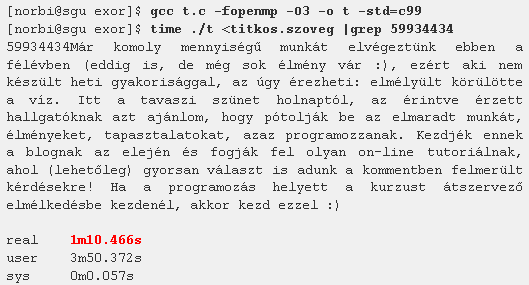 [norbi@sgu exor]$ gcc t.c -fopenmp -O3 -o t -std=c99
[norbi@sgu exor]$ time ./t <titkos.szoveg |grep 59934434
59934434Már komoly mennyiségű munkát elvégeztünk ebben a
félévben (eddig is, de még sok élmény vár :), ezért aki nem
készült heti gyakorisággal, az úgy érezheti: elmélyült körülötte
a víz. Itt a tavaszi szünet holnaptól, az érintve érzett
hallgatóknak azt ajánlom, hogy pótolják be az elmaradt munkát,
élményeket, tapasztalatokat, azaz programozzanak. Kezdjék ennek
a blognak az elején és fogják fel olyan on-line tutoriálnak,
ahol (lehetőleg) gyorsan választ is adunk a kommentben felmerült
kérdésekre! Ha a programozás helyett a kurzust átszervező
elmélkedésbe kezdenél, akkor kezd ezzel :)
real 1m10.466s
user 3m50.372s
sys 0m0.057s